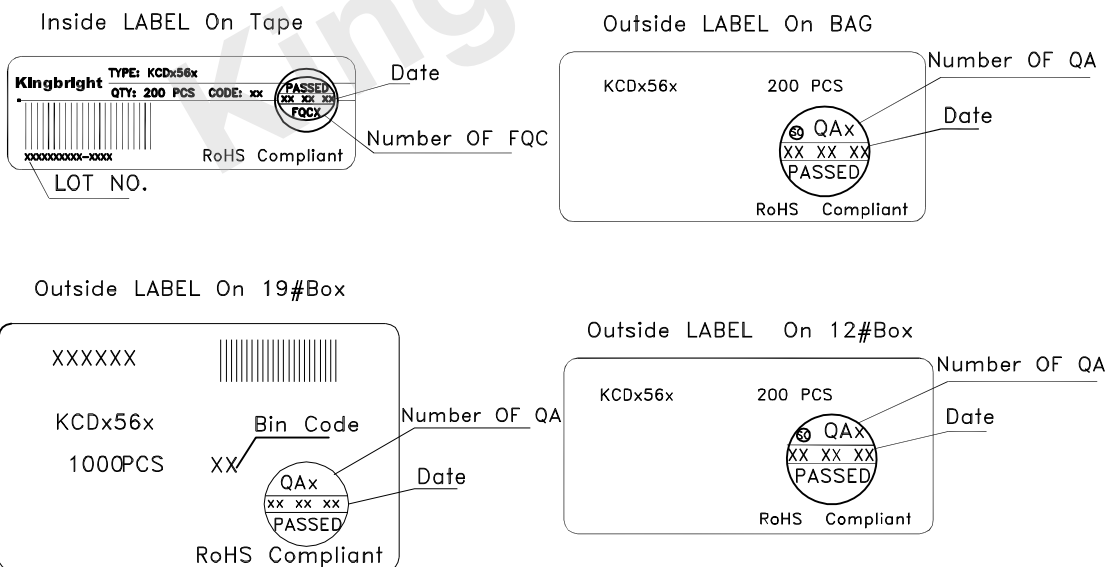 Inside LABEL On Tape
Kingbright
TYPE: KCDx56x
QTY: 200 PCS CODE: xx
PASSED
xx xx xx
FQCX
xxxxxxxxxx-xxxx
RoHS Compliant
Date
Number OF FQC
LOT NO.
Outside LABEL On BAG
KCDx56x
200 PCS
SQ QAx
XX XX XX
PASSED
RoHS Compliant
Number OF QA
Date
Outside LABEL On 19#Box
XXXXXX
KCDx56x
1000PCS
Bin Code
XX
QAx
xx xx xx
PASSED
RoHS Compliant
Number OF QA
Date
Outside LABEL On 12#Box
KCDx56x
200 PCS
SQ QAx
XX XX XX
PASSED
RoHS Compliant
Number OF QA
Date
King